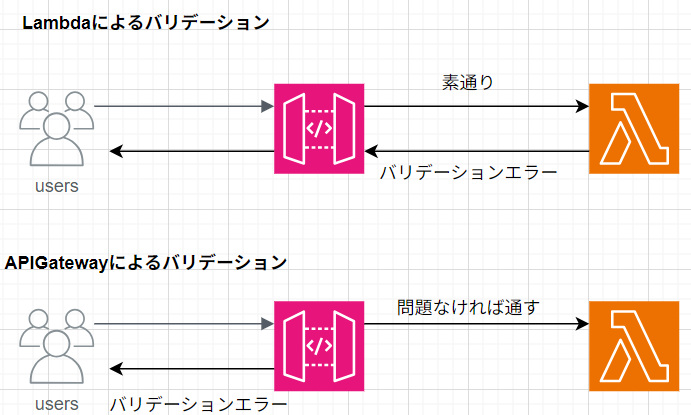 Lambdaによるバリデーション
素通り
バリデーションエラー
users
APIGatewayによるバリデーション
問題なければ通す
users
バリデーションエラー